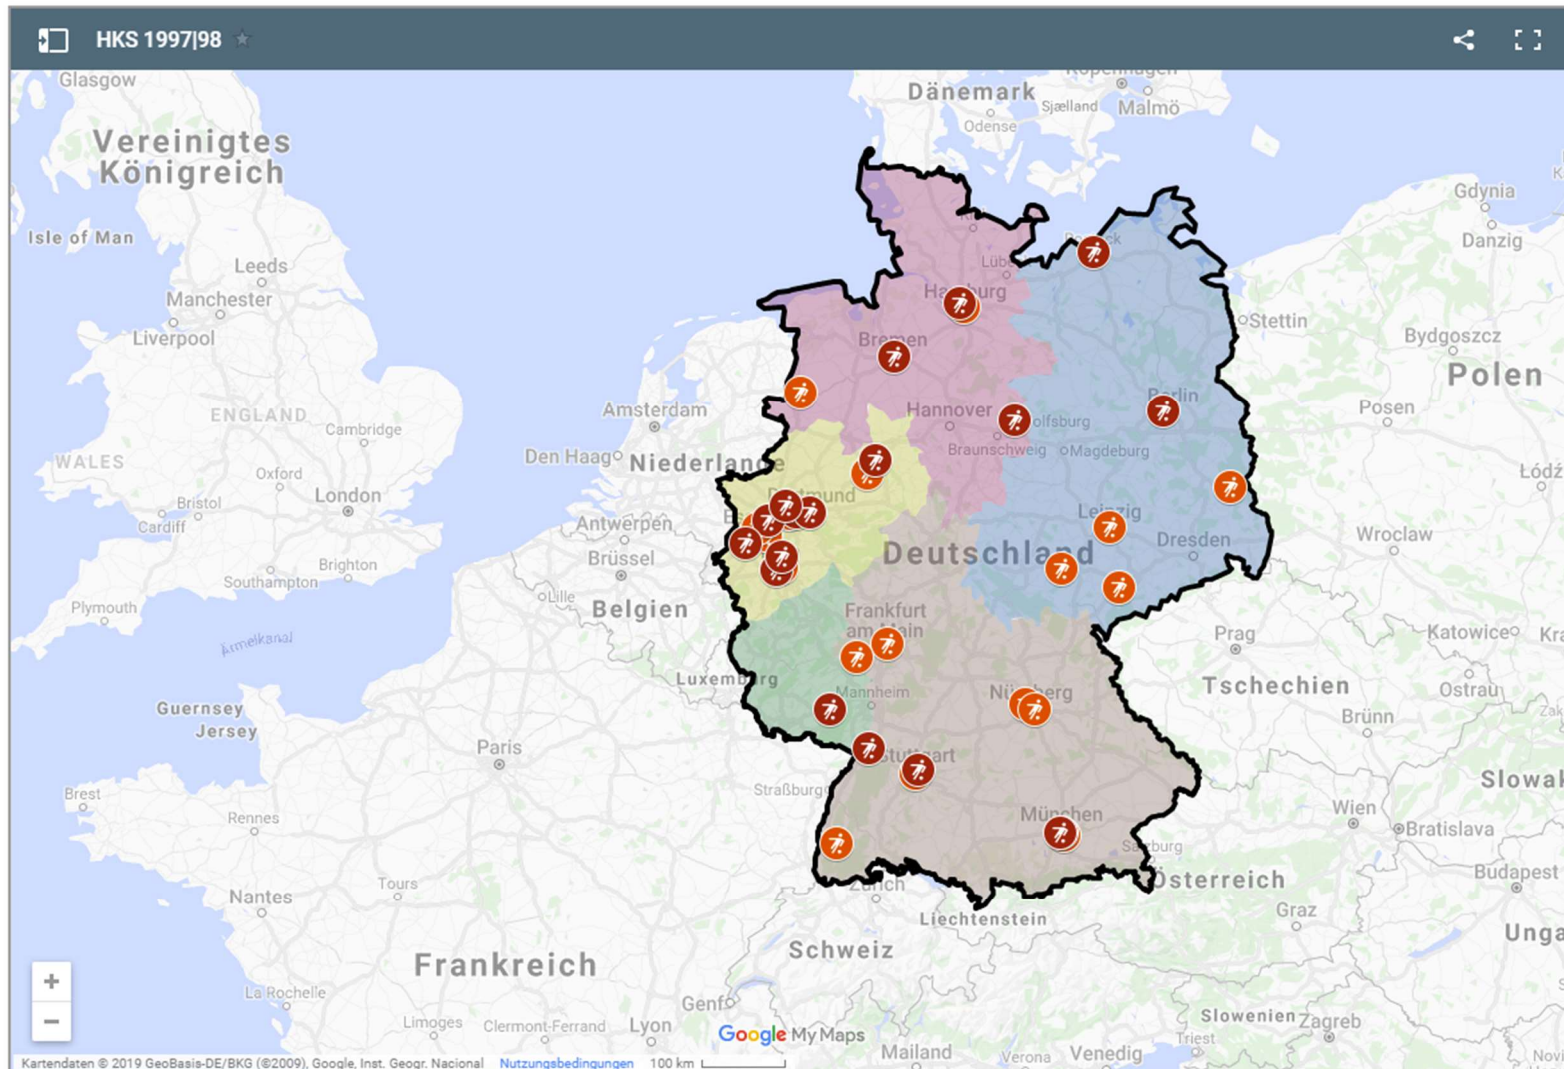 HKS 1997|98
Glasgow
Dänemark
Malmö
Sjælland
Odense
Vereinigtes
Königreich
Gdynia
Danzig
Isle of Man
Leeds
Manchester
Liverpool
Stettin
Bydgoszcz
Polen
Bremen
Posen
ENGLAND
Amsterdam
Hannover
Cambridge
WALES
Den Haag
Niederlande
Braunschweig
Magdeburg
Oxford
London
Bristol
Cardiff
Antwerpen
Leipzig
Wroclaw
Dresden
Deutschland
Brüssel
Brighton
Southampton
Plymouth
Lille
Belgien
Frankfurt
am Main
Ärmelkanal
Prag
Katowice
Luxemburg
Mannheim
Tschechien
Ostrau
Guernsey
Jersey
Brünn
Paris
Stuttgart
Straßburg
Brest
Rennes
München
Wien
Bratislava
Salzburg
Nantes
Tours
Zürich
Österreich
Budapest
Graz
Liechtenstein
Schweiz
Frankreich
La Rochelle
Genf
Limoges
Clermont-Ferrand
Lyon
Google My Maps
Slowenien
Zagreb
Triest
Mailand
Verona
Venedig
+
−
Kartendaten © 2019 GeoBasis-DE/BKG (©2009), Google, Inst. Geogr. Nacional Nutzungsbedingungen 100 km